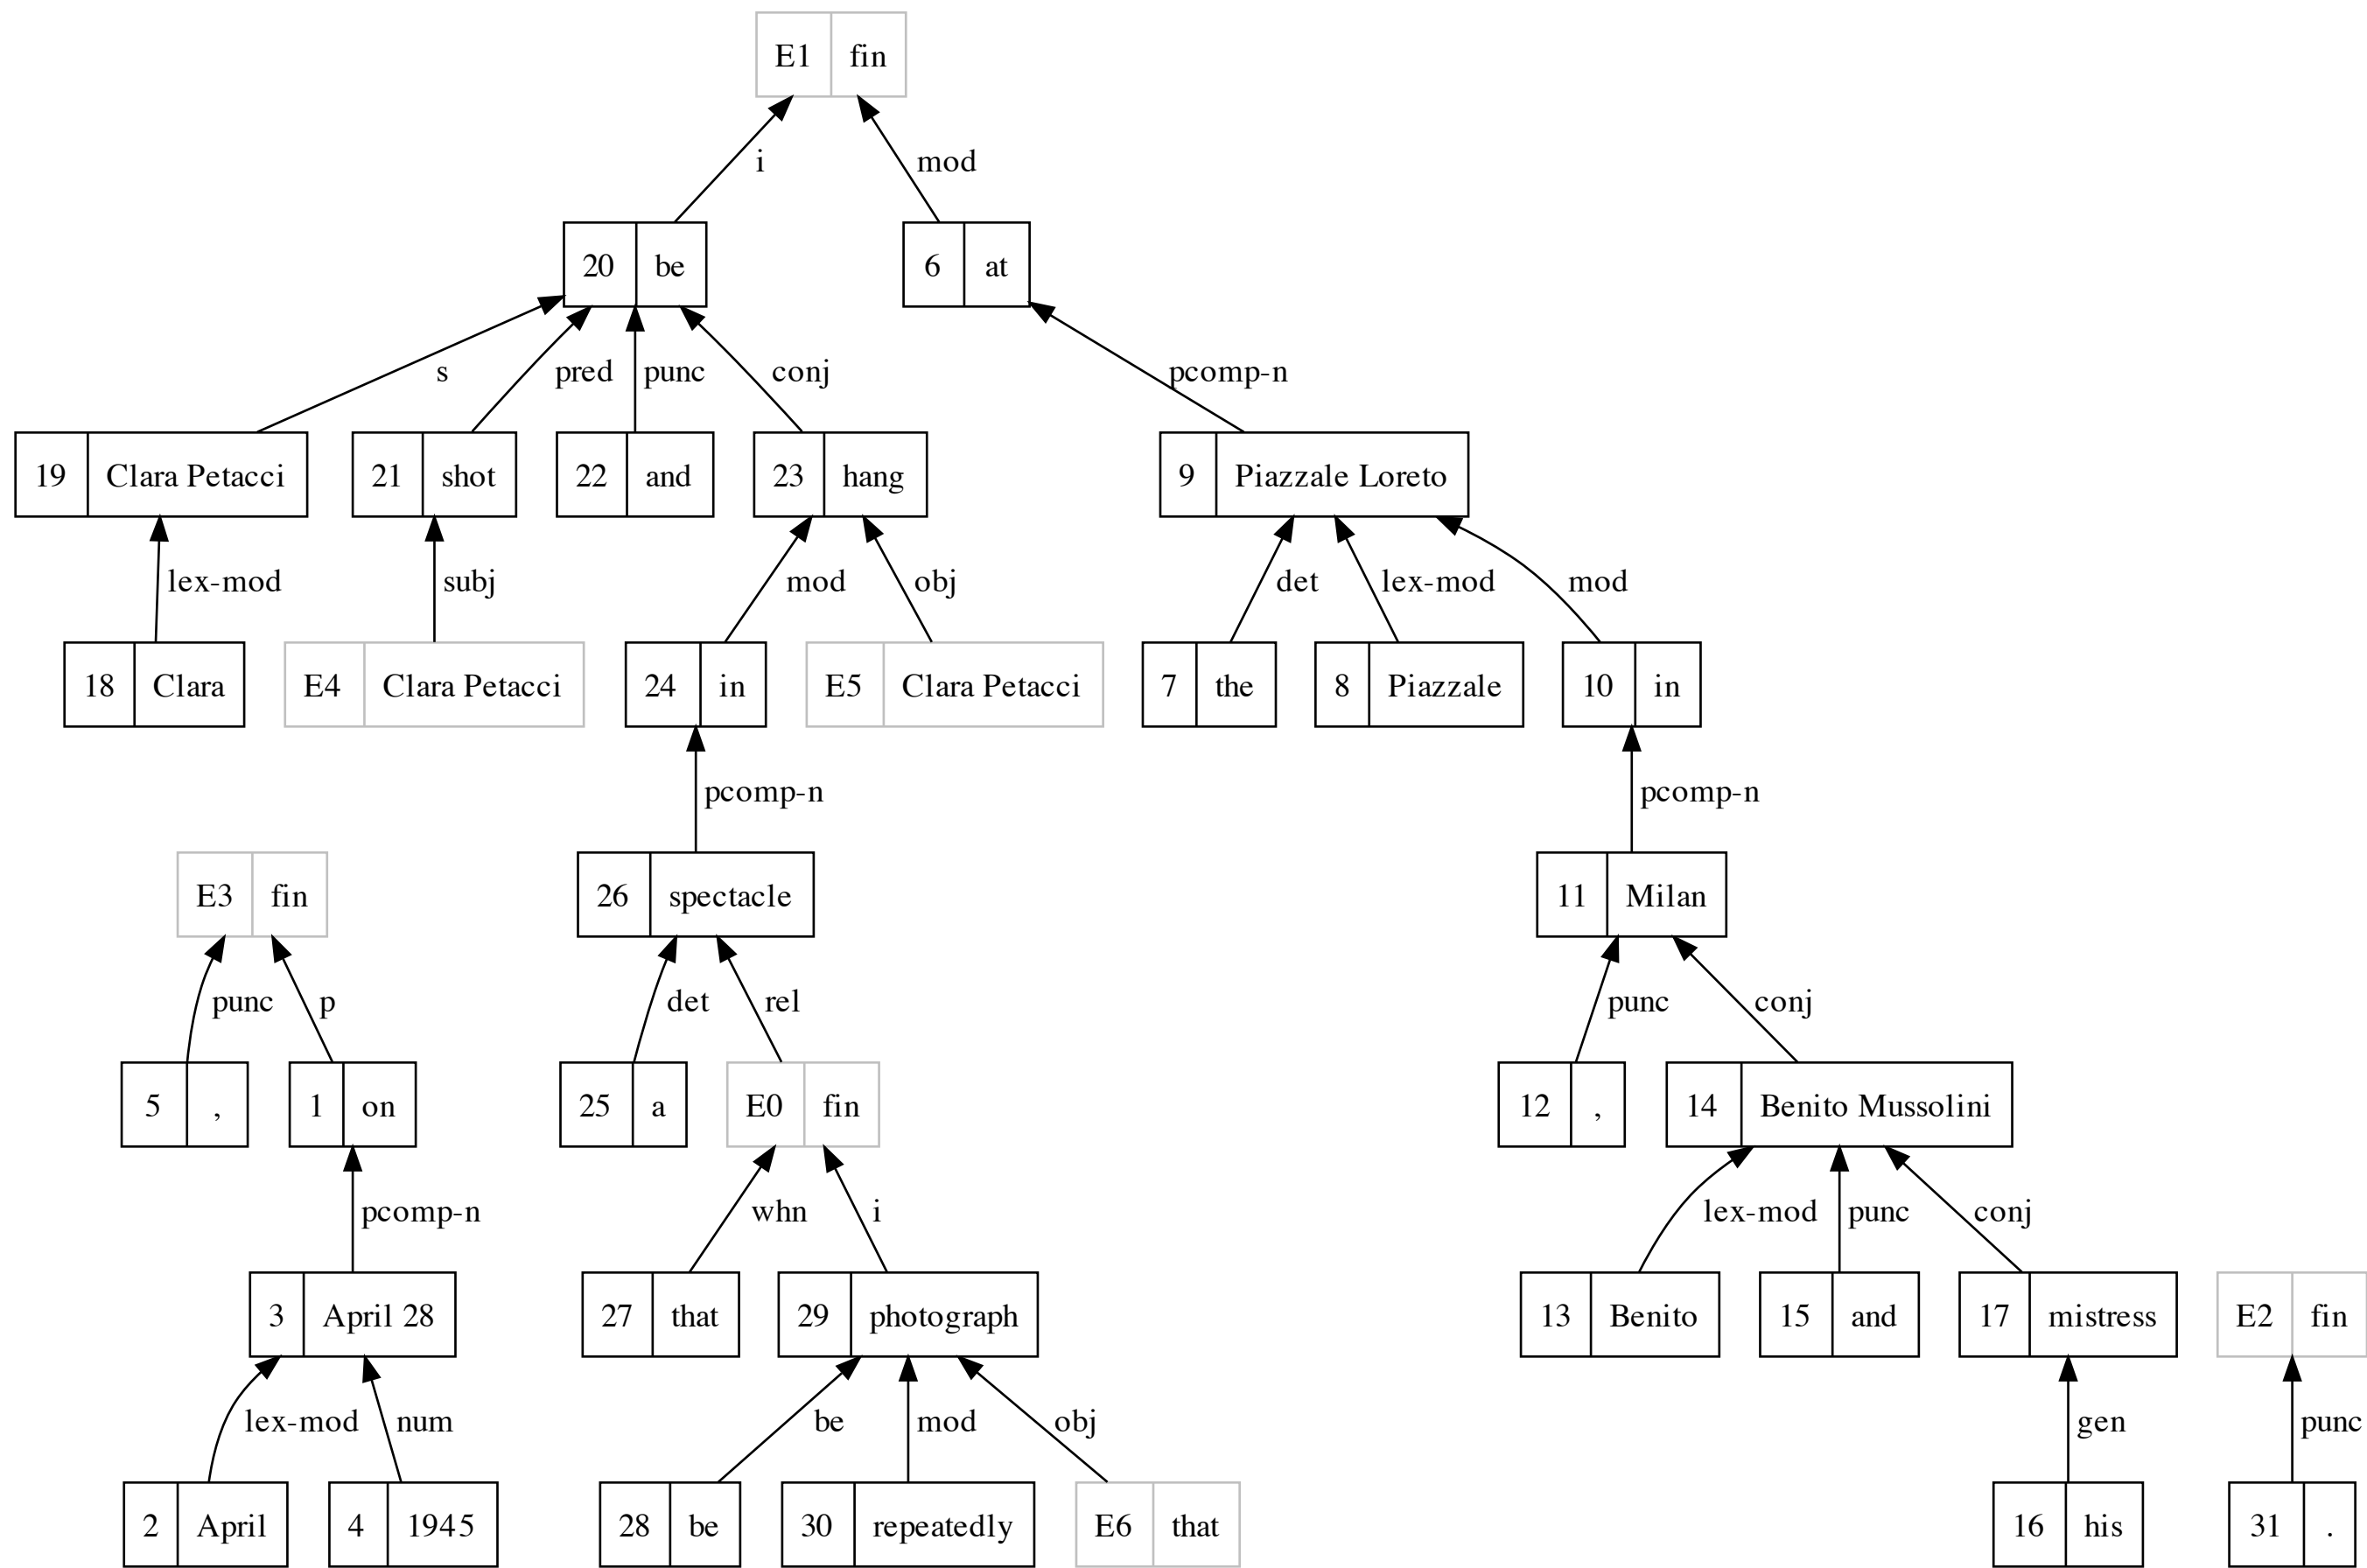 E1 fin
i mod
20 be 6 at
s pred punc conj pcomp-n
19 Clara Petacci 21 shot 22 and 23 hang 9 Piazzale Loreto
lex-mod subj mod obj det lex-mod mod
18 Clara E4 Clara Petacci 24 in E5 Clara Petacci 7 the 8 Piazzale 10 in
pcomp-n pcomp-n
E3 fin 26 spectacle 11 Milan
punc p det rel punc conj
5 , 1 on 25 a E0 fin 12 , 14 Benito Mussolini
pcomp-n whn i lex-mod punc conj
3 April 28 27 that 29 photograph 13 Benito 15 and 17 mistress E2 fin
lex-mod num be mod obj gen punc
2 April 4 1945 28 be 30 repeatedly E6 that 16 his 31 .